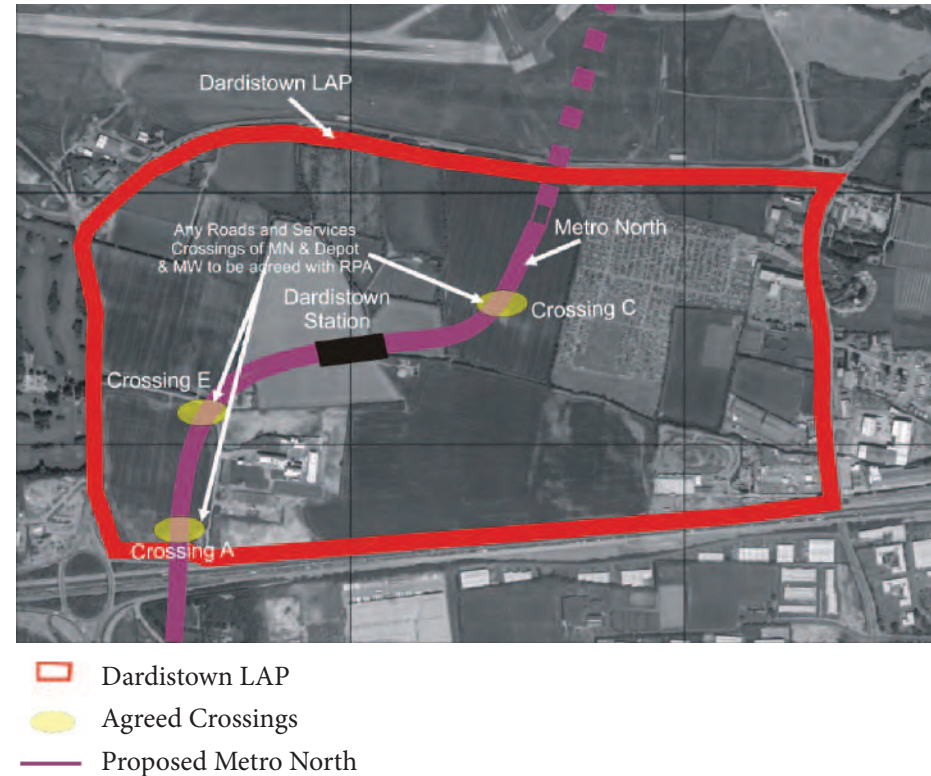 Dardistown LAP
Any Roads and Services
Crossings of MN & Depot
& MW to be agreed with RPA
Metro North
Dardistown
Station
Crossing C
Crossing E
Crossing A
Dardistown LAP
Agreed Crossings
Proposed Metro North